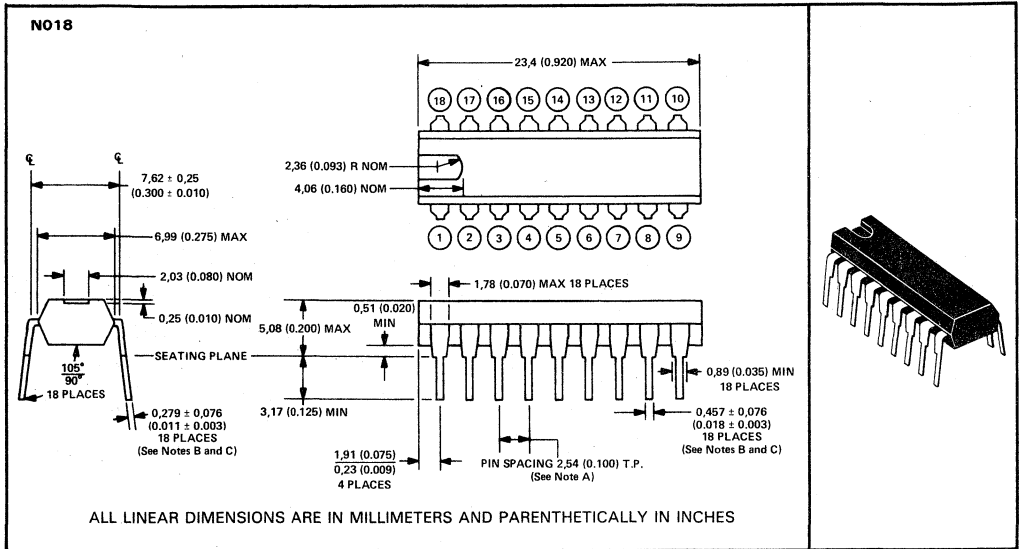 N018
23,4 (0.920) MAX
18 17 16 15 14 13 12 11 10
℄ ℄
7,62 ± 0,25
(0.300 ± 0.010)
2,36 (0.093) R NOM
4,06 (0.160) NOM
6,99 (0.275) MAX
1 2 3 4 5 6 7 8 9
2,03 (0.080) NOM
1,78 (0.070) MAX 18 PLACES
0,51 (0.020)
MIN
0,25 (0.010) NOM
5,08 (0.200) MAX
SEATING PLANE
105°
90°
18 PLACES
0,89 (0.035) MIN
18 PLACES
3,17 (0.125) MIN
0,279 ± 0,076
(0.011 ± 0.003)
18 PLACES
(See Notes B and C)
0,457 ± 0,076
(0.018 ± 0.003)
18 PLACES
(See Notes B and C)
1,91 (0.075)
0,23 (0.009)
4 PLACES
PIN SPACING 2,54 (0.100) T.P.
(See Note A)
ALL LINEAR DIMENSIONS ARE IN MILLIMETERS AND PARENTHETICALLY IN INCHES